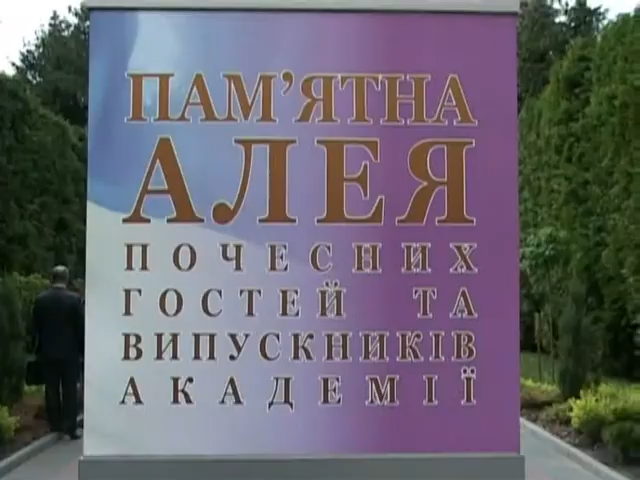 ПАМ’ЯТНА
АЛЕЯ
ПОЧЕСНИХ
ГОСТЕЙ ТА
ВИПУСКНИКІВ
АКАДЕМІЇ